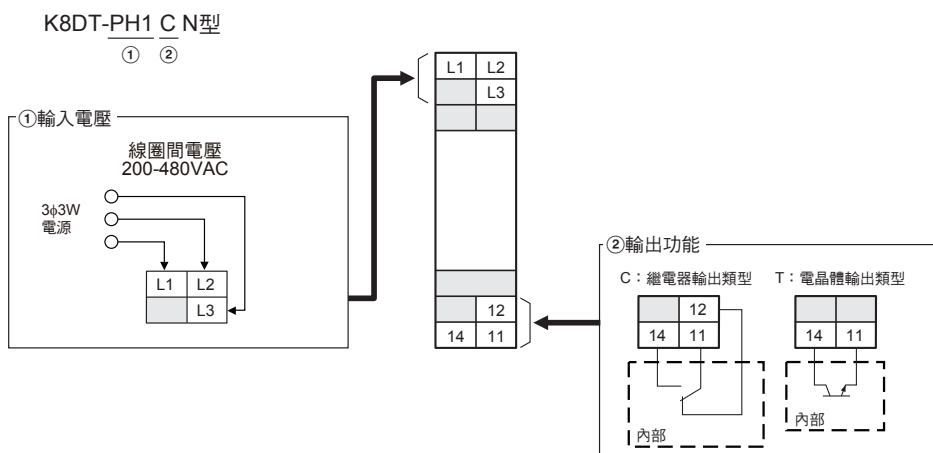 K8DT-PH1 C N型
① ②
L1 L2
L3
①輸入電壓
線圈間電壓
200-480VAC
3ϕ3W
電源
L1 L2
L3
12
14 11
②輸出功能
C：繼電器輸出類型 T：電晶體輸出類型
12
14 11 14 11
內部 內部